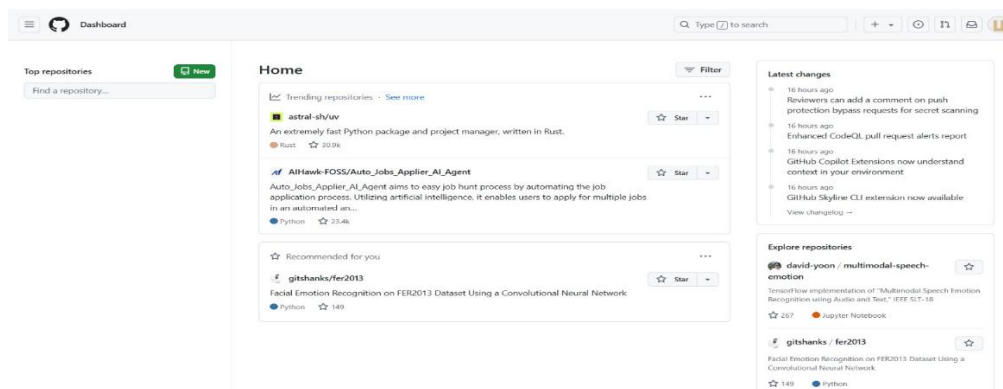 Dashboard
Type / to search
Top repositories
New
Find a repository...
Home
Filter
Trending repositories · See more
astral-sh/uv
Star
An extremely fast Python package and project manager, written in Rust.
Rust 20.9k
AIHawk-FOSS/Auto_Jobs_Applier_AI_Agent
Star
Auto_Jobs_Applier_AI_Agent aims to easy job hunt process by automating the job
application process. Utilizing artificial intelligence, it enables users to apply for multiple jobs
in an automated an...
Python 23.4k
Recommended for you
gitshanks/fer2013
Star
Facial Emotion Recognition on FER2013 Dataset Using a Convolutional Neural Network
Python 149
Latest changes
16 hours ago
Reviewers can add a comment on push
protection bypass requests for secret scanning
16 hours ago
Enhanced CodeQL pull request alerts report
16 hours ago
GitHub Copilot Extensions now understand
context in your environment
16 hours ago
GitHub Skyline CLI extension now available
View changelog →
Explore repositories
david-yoon / multimodal-speech-
emotion
TensorFlow implementation of "Multimodal Speech Emotion
Recognition using Audio and Text," IEEE SLT-18
267 Jupyter Notebook
gitshanks / fer2013
Facial Emotion Recognition on FER2013 Dataset Using a
Convolutional Neural Network
149 Python